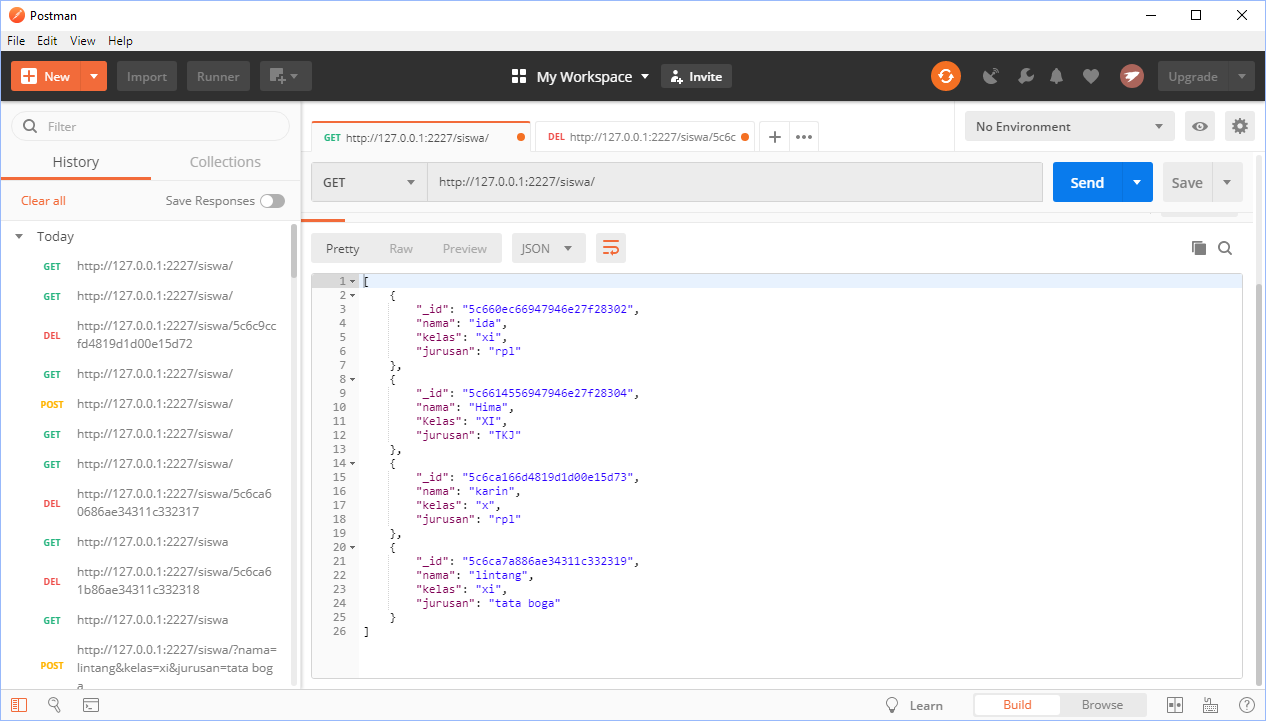 Postman
File Edit View Help
New Import Runner My Workspace Invite Upgrade
Filter
History Collections
Clear all Save Responses
Today
GET http://127.0.0.1:2227/siswa/
GET http://127.0.0.1:2227/siswa/
DEL http://127.0.0.1:2227/siswa/5c6c9cc
fd4819d1d00e15d72
GET http://127.0.0.1:2227/siswa/
POST http://127.0.0.1:2227/siswa/
GET http://127.0.0.1:2227/siswa/
GET http://127.0.0.1:2227/siswa/
DEL http://127.0.0.1:2227/siswa/5c6ca6
0686ae34311c332317
GET http://127.0.0.1:2227/siswa
DEL http://127.0.0.1:2227/siswa/5c6ca6
1b86ae34311c332318
GET http://127.0.0.1:2227/siswa
POST http://127.0.0.1:2227/siswa/?nama=
lintang&kelas=xi&jurusan=tata bog
a
GET http://127.0.0.1:2227/siswa/ DEL http://127.0.0.1:2227/siswa/5c6c No Environment
GET http://127.0.0.1:2227/siswa/ Send Save
Pretty Raw Preview JSON
1 [
2 {
3 "_id": "5c660ec66947946e27f28302",
4 "nama": "ida",
5 "kelas": "xi",
6 "jurusan": "rpl"
7 },
8 {
9 "_id": "5c6614556947946e27f28304",
10 "nama": "Hima",
11 "Kelas": "XI",
12 "jurusan": "TKJ"
13 },
14 {
15 "_id": "5c6ca166d4819d1d00e15d73",
16 "nama": "karin",
17 "kelas": "x",
18 "jurusan": "rpl"
19 },
20 {
21 "_id": "5c6ca7a886ae34311c332319",
22 "nama": "lintang",
23 "kelas": "xi",
24 "jurusan": "tata boga"
25 }
26 ]
Learn Build Browse